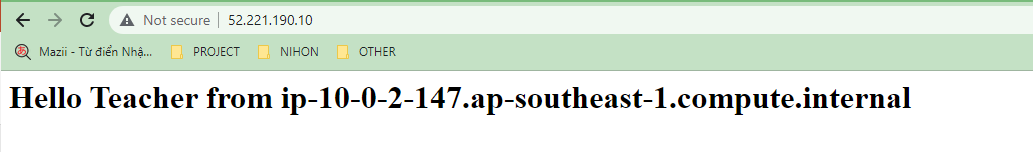 Not secure | 52.221.190.10
Mazii - Từ điển Nhậ... PROJECT NIHON OTHER
Hello Teacher from ip-10-0-2-147.ap-southeast-1.compute.internal